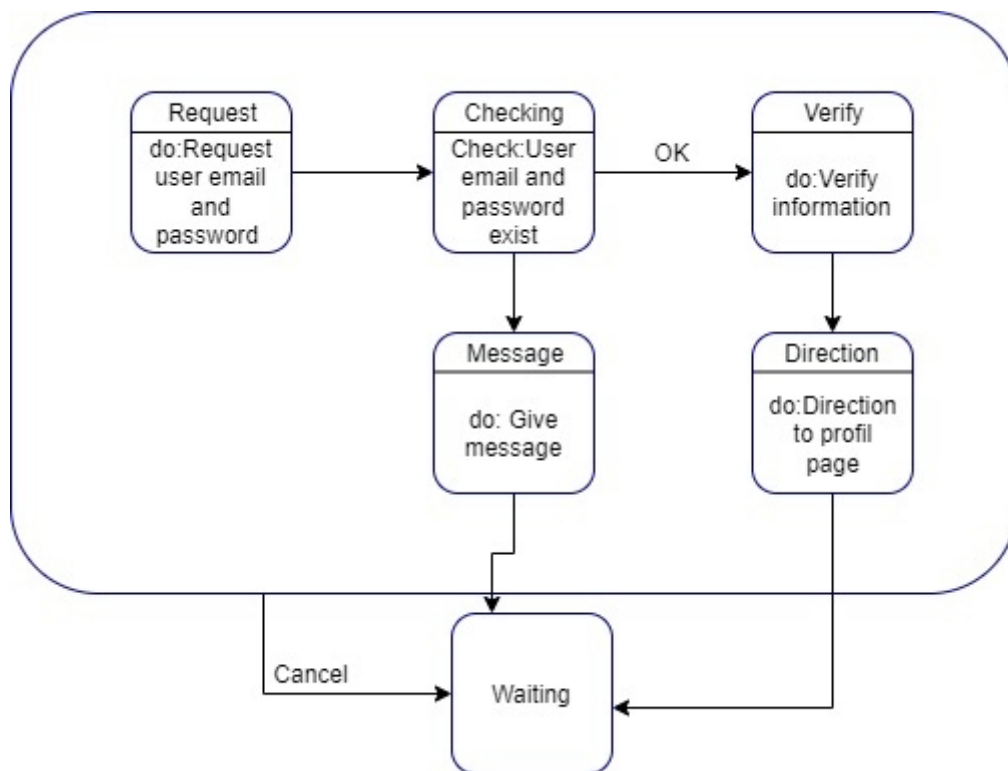 Request
do:Request
user email
and
password
Checking
Check:User
email and
password
exist
OK
Verify
do:Verify
information
Message
do: Give
message
Direction
do:Direction
to profil
page
Cancel
Waiting